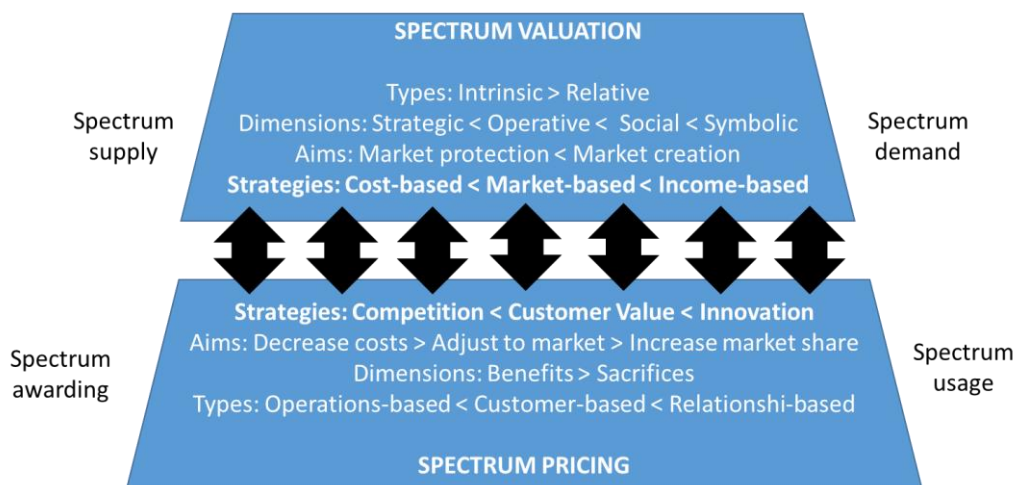 SPECTRUM VALUATION
Types: Intrinsic > Relative
Dimensions: Strategic < Operative < Social < Symbolic
Aims: Market protection < Market creation
Strategies: Cost-based < Market-based < Income-based
Spectrum
supply
Spectrum
demand
Strategies: Competition < Customer Value < Innovation
Aims: Decrease costs > Adjust to market > Increase market share
Dimensions: Benefits > Sacrifices
Types: Operations-based < Customer-based < Relationshi-based
SPECTRUM PRICING
Spectrum
awarding
Spectrum
usage